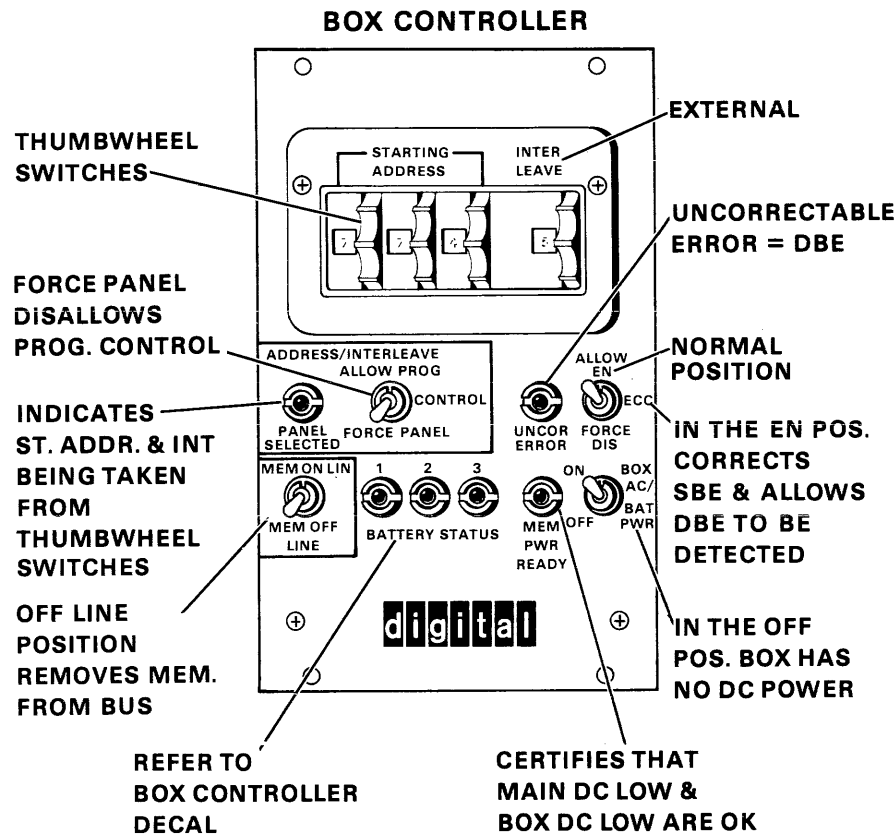 BOX CONTROLLER
THUMBWHEEL
SWITCHES
EXTERNAL
STARTING
ADDRESS
INTER
LEAVE
7
7
4
5
UNCORRECTABLE
ERROR = DBE
FORCE PANEL
DISALLOWS
PROG. CONTROL
ADDRESS/INTERLEAVE
ALLOW PROG
CONTROL
FORCE PANEL
PANEL
SELECTED
ALLOW
EN
ECC
FORCE
DIS
UNCOR
ERROR
NORMAL
POSITION
INDICATES
ST. ADDR. & INT
BEING TAKEN
FROM
THUMBWHEEL
SWITCHES
IN THE EN POS.
CORRECTS
SBE & ALLOWS
DBE TO BE
DETECTED
MEM ON LIN
MEM OFF
LINE
1
2
3
BATTERY STATUS
MEM
PWR
READY
ON
OFF
BOX
AC/
BAT
PWR
OFF LINE
POSITION
REMOVES MEM.
FROM BUS
digital
IN THE OFF
POS. BOX HAS
NO DC POWER
REFER TO
BOX CONTROLLER
DECAL
CERTIFIES THAT
MAIN DC LOW &
BOX DC LOW ARE OK